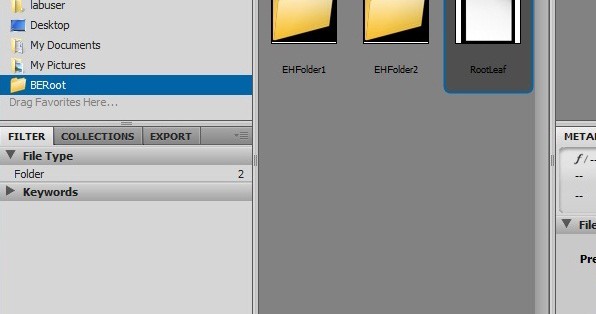 labuser
Desktop
My Documents
My Pictures
BERoot
Drag Favorites Here...
EHFolder1
EHFolder2
RootLeaf
FILTER
COLLECTIONS
EXPORT
File Type
Folder 2
Keywords
META
f/--
--
--
File
Pre